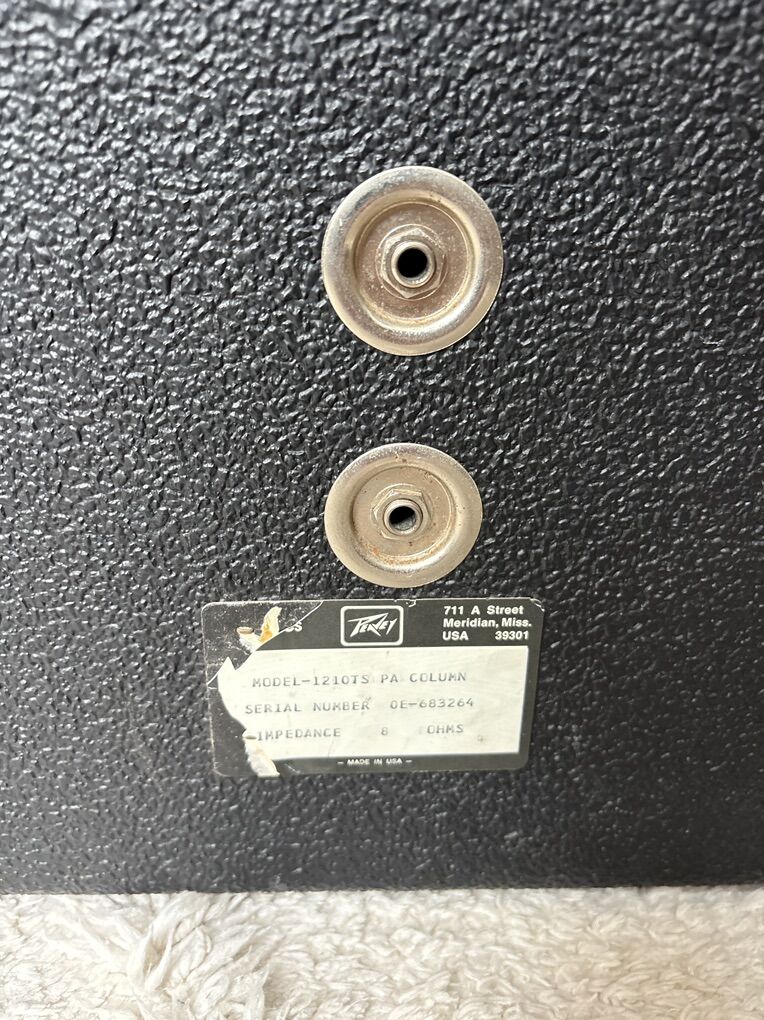 PEAVEY
711 A Street
Meridian, Miss.
USA 39301
MODEL-1210TS PA COLUMN
SERIAL NUMBER 0E-683264
IMPEDANCE 8 OHMS
— MADE IN USA —